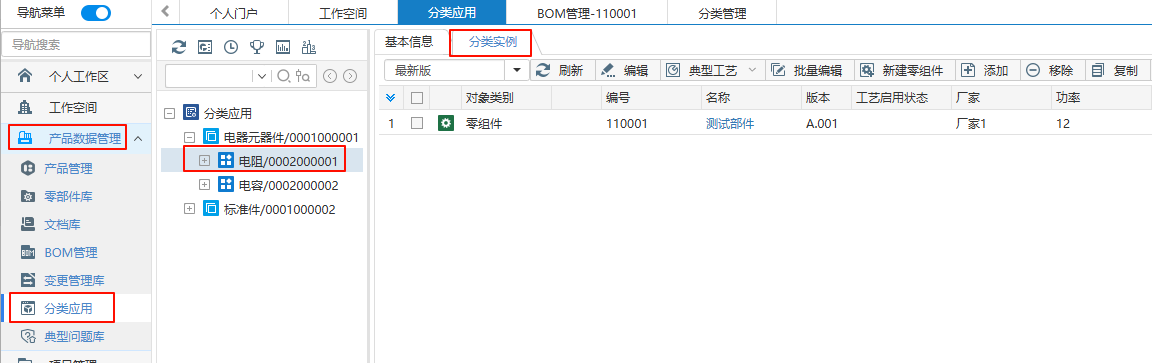 导航菜单
个人门户
工作空间
分类应用
BOM管理-110001
分类管理
导航搜索
个人工作区
工作空间
产品数据管理
产品管理
零部件库
文档库
BOM管理
变更管理库
分类应用
典型问题库
分类应用
电器元器件/0001000001
电阻/0002000001
电容/0002000002
标准件/0001000002
基本信息
分类实例
最新版 刷新 编辑 典型工艺 批量编辑 新建零组件 添加 移除 复制
对象类别 编号 名称 版本 工艺启用状态 厂家 功率
1 零组件 110001 测试部件 A.001 厂家1 12